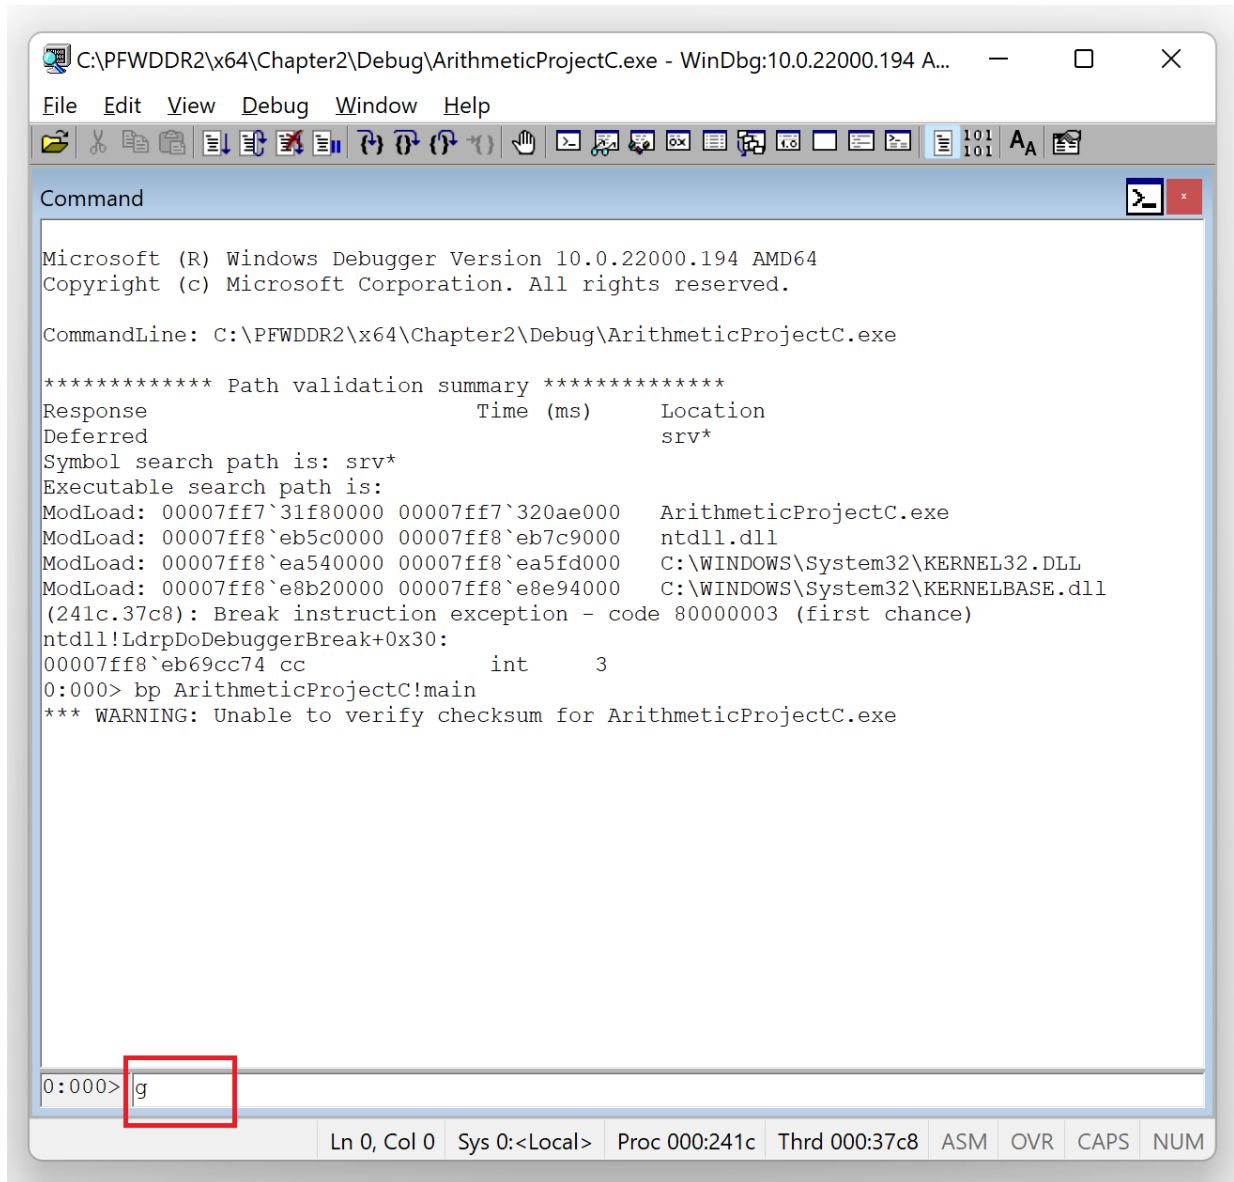 C:\PFWDDR2\x64\Chapter2\Debug\ArithmeticProjectC.exe - WinDbg:10.0.22000.194 A...
File Edit View Debug Window Help
101
101
AA
Command
Microsoft (R) Windows Debugger Version 10.0.22000.194 AMD64
Copyright (c) Microsoft Corporation. All rights reserved.
CommandLine: C:\PFWDDR2\x64\Chapter2\Debug\ArithmeticProjectC.exe
************* Path validation summary **************
Response Time (ms) Location
Deferred srv*
Symbol search path is: srv*
Executable search path is:
ModLoad: 00007ff7`31f80000 00007ff7`320ae000 ArithmeticProjectC.exe
ModLoad: 00007ff8`eb5c0000 00007ff8`eb7c9000 ntdll.dll
ModLoad: 00007ff8`ea540000 00007ff8`ea5fd000 C:\WINDOWS\System32\KERNEL32.DLL
ModLoad: 00007ff8`e8b20000 00007ff8`e8e94000 C:\WINDOWS\System32\KERNELBASE.dll
(241c.37c8): Break instruction exception - code 80000003 (first chance)
ntdll!LdrpDoDebuggerBreak+0x30:
00007ff8`eb69cc74 cc int 3
0:000> bp ArithmeticProjectC!main
*** WARNING: Unable to verify checksum for ArithmeticProjectC.exe
0:000> g
Ln 0, Col 0 Sys 0:<Local> Proc 000:241c Thrd 000:37c8 ASM OVR CAPS NUM